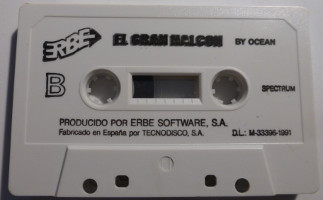 ERBE
EL GRAN HALCON
BY OCEAN
B
SPECTRUM
PRODUCIDO POR ERBE SOFTWARE, S.A.
Fabricado en España por TECNODISCO, S.A.
D.L.: M-33396-1991